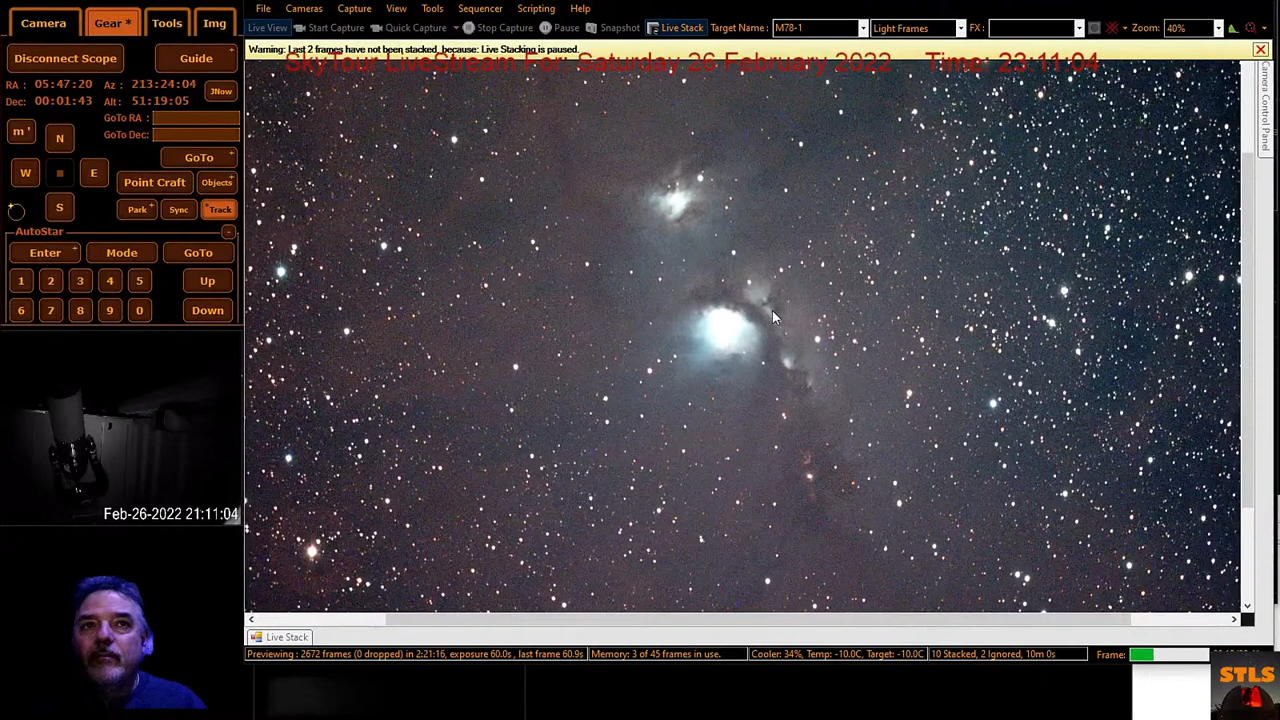 Camera Gear * Tools Img
Disconnect Scope Guide
RA : 05:47:20 Az : 213:24:04
Dec: 00:01:43 Alt: 51:19:05
JNow
GoTo RA :
GoTo Dec:
m ' N GoTo
W E Point Craft Objects
S Park Sync Track
AutoStar -
Enter Mode GoTo
1 2 3 4 5 Up
6 7 8 9 0 Down
Feb-26-2022 21:11:04
File Cameras Capture View Tools Sequencer Scripting Help
Live View Start Capture Quick Capture Stop Capture Pause Snapshot Live Stack Target Name : M78-1 Light Frames FX : Zoom: 40%
Warning: Last 2 frames have not been stacked, because: Live Stacking is paused.
SkyTour LiveStream For: Saturday 26 February 2022 Time: 23:11:04
Camera Control Panel
Live Stack
Previewing : 2672 frames (0 dropped) in 2:21:16, exposure 60.0s , last frame 60.9s Memory: 3 of 45 frames in use. Cooler: 34%, Temp: -10.0C, Target: -10.0C 10 Stacked, 2 Ignored, 10m 0s Frame:
STLS